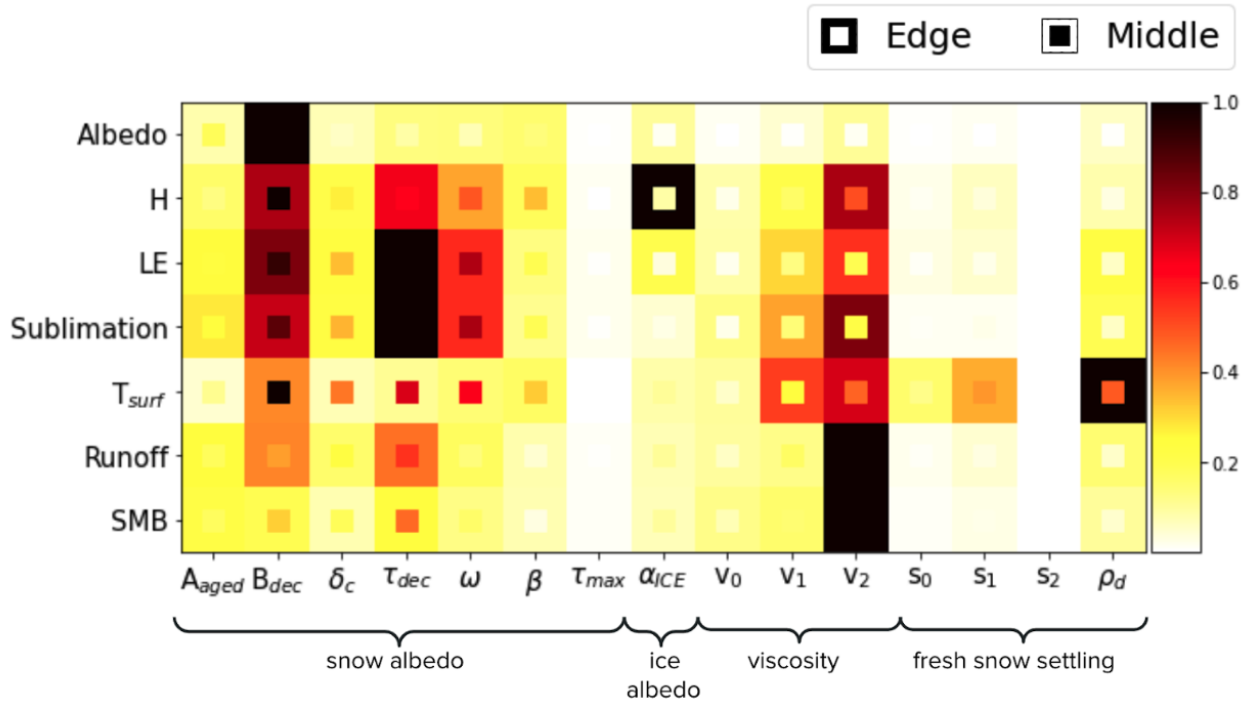 Edge Middle
Albedo
H
LE
Sublimation
T_surf
Runoff
SMB
1.0
0.8
0.6
0.4
0.2
A_aged B_dec δ_c τ_dec ω β τ_max α_ICE v_0 v_1 v_2 s_0 s_1 s_2 ρ_d
snow albedo ice albedo viscosity fresh snow settling